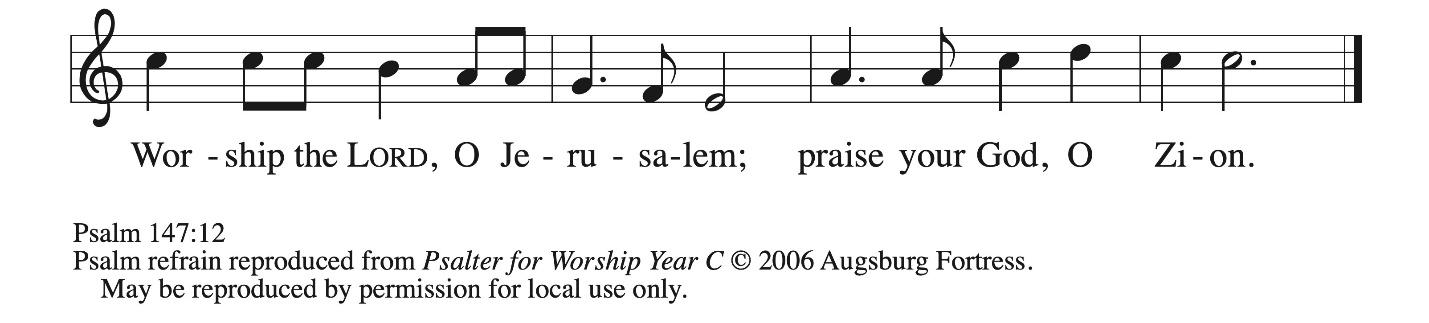 Wor - ship the LORD, O Je - ru - sa-lem; praise your God, O Zi - on.
Psalm 147:12
Psalm refrain reproduced from Psalter for Worship Year C © 2006 Augsburg Fortress.
May be reproduced by permission for local use only.